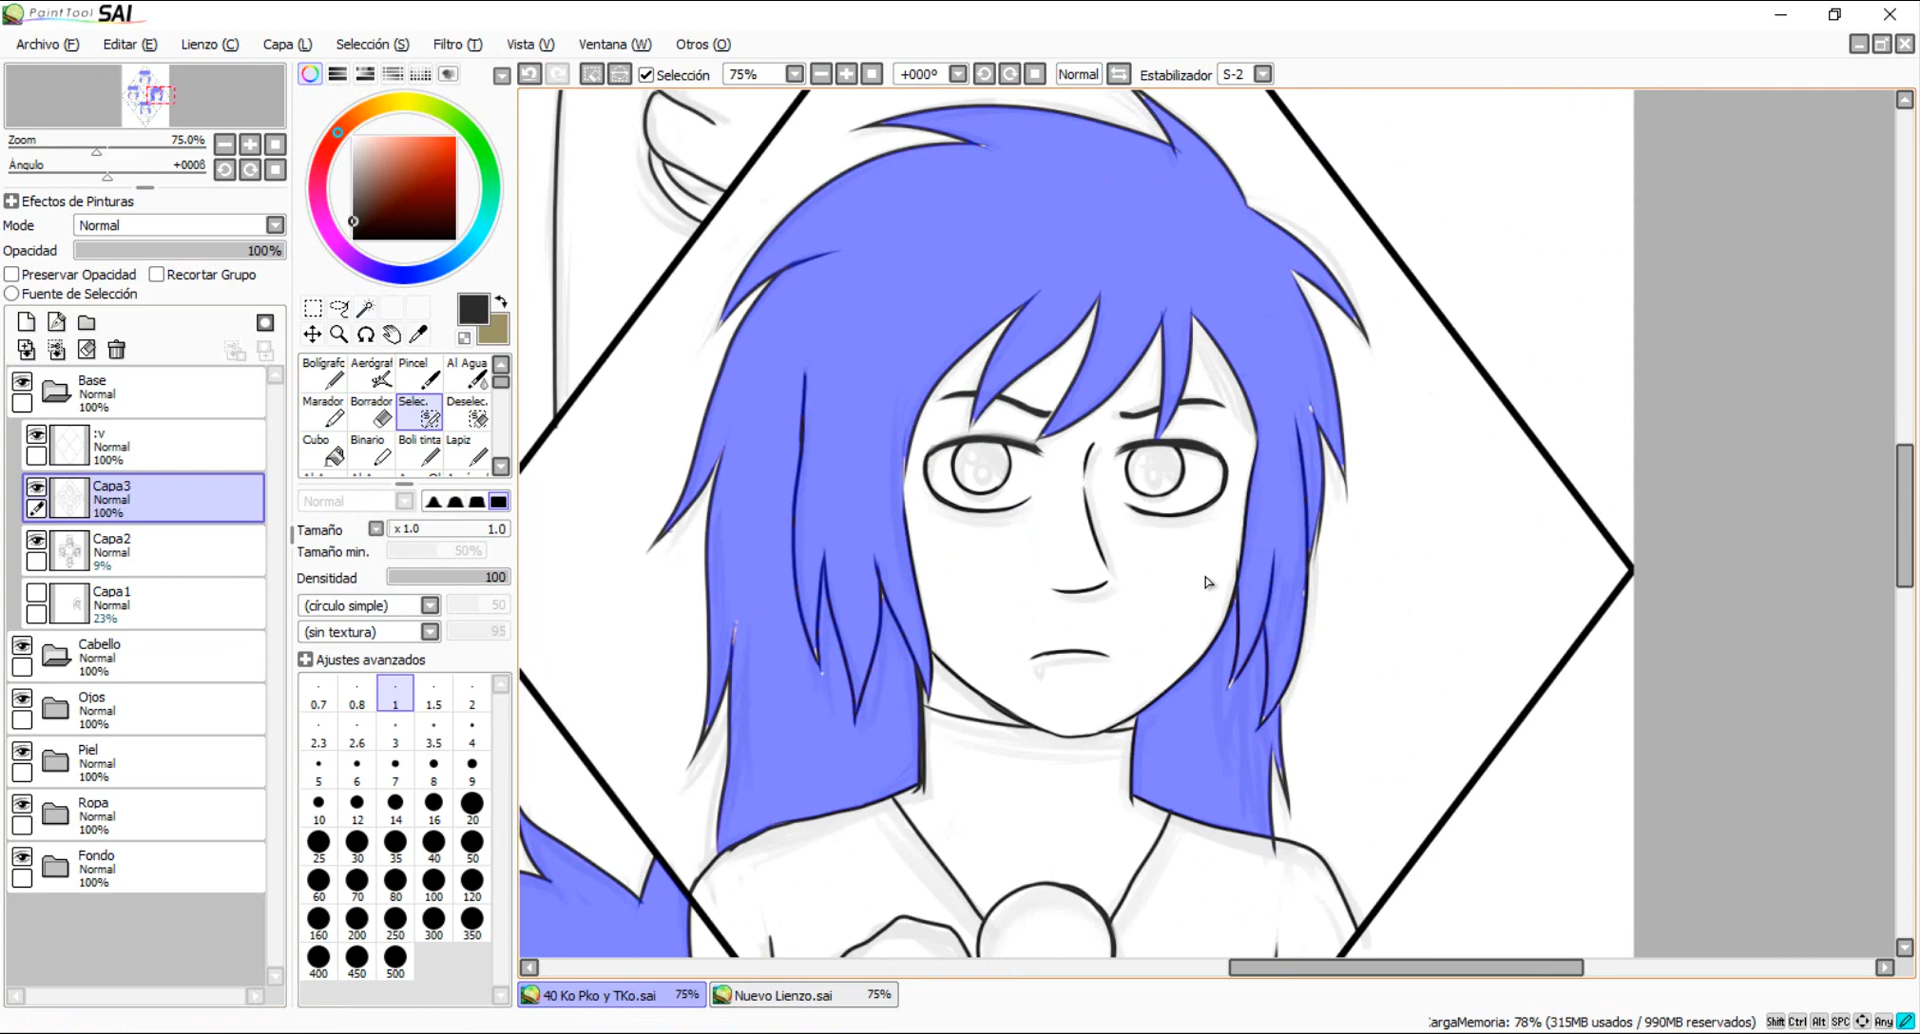 PaintTool SAI
Archivo (F) Editar (E) Lienzo (C) Capa (L) Selección (S) Filtro (T) Vista (V) Ventana (W) Otros (O)
Selección 75% +000º Normal Estabilizador S-2
Zoom 75.0%
Ángulo +000
Efectos de Pinturas
Mode Normal
Opacidad 100%
Preservar Opacidad Recortar Grupo
Fuente de Selección
Base
Normal
100%
:v
Normal
100%
Capa3
Normal
100%
Capa2
Normal
9%
Capa1
Normal
23%
Cabello
Normal
100%
Ojos
Normal
100%
Piel
Normal
100%
Ropa
Normal
100%
Fondo
Normal
100%
Bolígrafc Aerógraf Pincel Al Agua
Marador Borrador Selec. Deselec.
Cubo Binario Boli tinta Lapiz
Normal
Tamaño x 1.0 1.0
Tamaño min. 50%
Densitidad 100
(círculo simple) 50
(sin textura) 95
Ajustes avanzados
0.7 0.8 1 1.5 2
2.3 2.6 3 3.5 4
5 6 7 8 9
10 12 14 16 20
25 30 35 40 50
60 70 80 100 120
160 200 250 300 350
400 450 500
40 Ko Pko y TKo.sai 75% Nuevo Lienzo.sai 75%
argaMemoria: 78% (315MB usados / 990MB reservados) Shift Ctrl Alt SPC Any